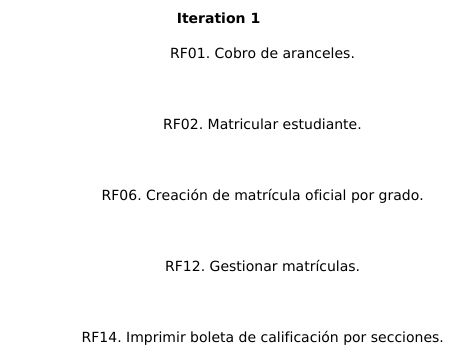 Iteration 1
RF01. Cobro de aranceles.
RF02. Matricular estudiante.
RF06. Creación de matrícula oficial por grado.
RF12. Gestionar matrículas.
RF14. Imprimir boleta de calificación por secciones.